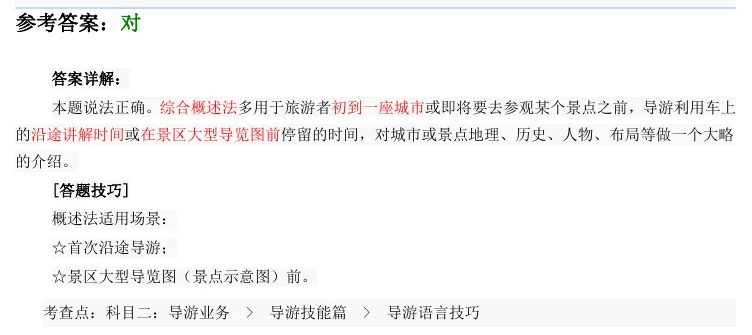 参考答案：对
答案详解：
本题说法正确。综合概述法多用于旅游者初到一座城市或即将要去参观某个景点之前，导游利用车上
的沿途讲解时间或在景区大型导览图前停留的时间，对城市或景点地理、历史、人物、布局等做一个大略
的介绍。
[答题技巧]
概述法适用场景：
☆首次沿途导游；
☆景区大型导览图（景点示意图）前。
考查点：科目二：导游业务 > 导游技能篇 > 导游语言技巧